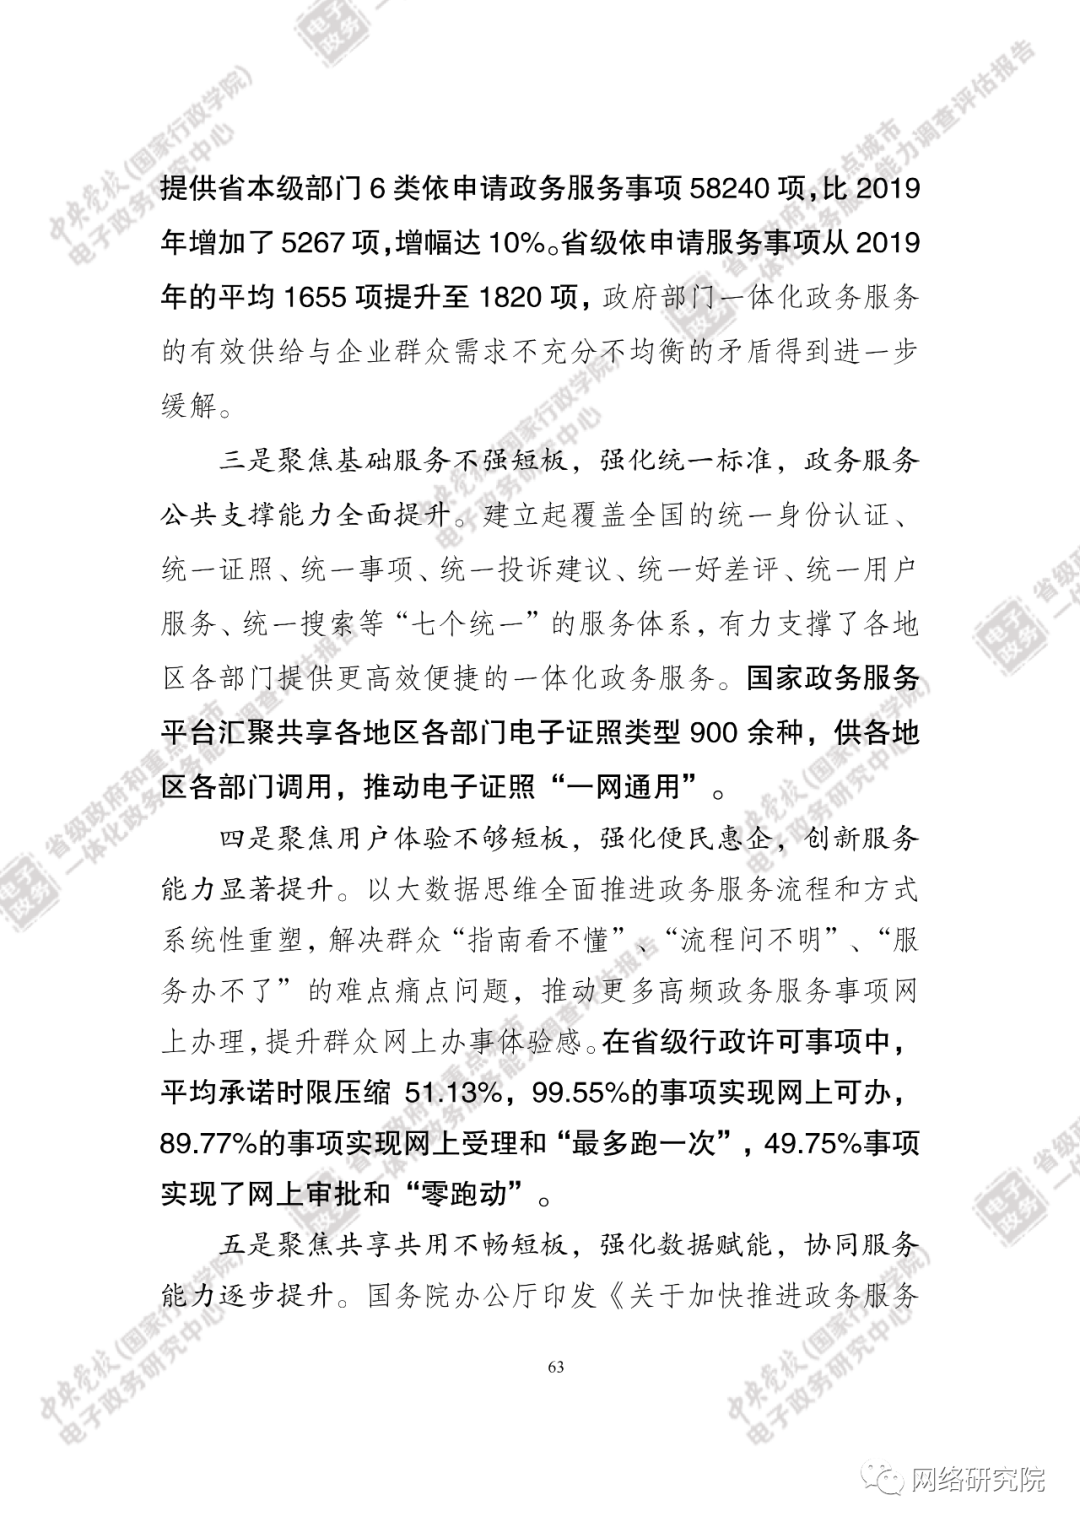 提供省本级部门 6 类依申请政务服务事项 58240 项，比 2019
年增加了 5267 项，增幅达 10%。省级依申请服务事项从 2019
年的平均 1655 项提升至 1820 项，政府部门一体化政务服务
的有效供给与企业群众需求不充分不均衡的矛盾得到进一步
缓解。
三是聚焦基础服务不强短板，强化统一标准，政务服务
公共支撑能力全面提升。建立起覆盖全国的统一身份认证、
统一证照、统一事项、统一投诉建议、统一好差评、统一用户
服务、统一搜索等“七个统一”的服务体系，有力支撑了各地
区各部门提供更高效便捷的一体化政务服务。国家政务服务
平台汇聚共享各地区各部门电子证照类型 900 余种，供各地
区各部门调用，推动电子证照“一网通用”。
四是聚焦用户体验不够短板，强化便民惠企，创新服务
能力显著提升。以大数据思维全面推进政务服务流程和方式
系统性重塑，解决群众“指南看不懂”、“流程问不明”、“服
务办不了”的难点痛点问题，推动更多高频政务服务事项网
上办理，提升群众网上办事体验感。在省级行政许可事项中，
平均承诺时限压缩 51.13%，99.55%的事项实现网上可办，
89.77%的事项实现网上受理和“最多跑一次”，49.75%事项
实现了网上审批和“零跑动”。
五是聚焦共享共用不畅短板，强化数据赋能，协同服务
能力逐步提升。国务院办公厅印发《关于加快推进政务服务
63
网络研究院
电子政务
中央党校(国家行政学院)
电子政务研究中心
省级政府和重点城市
一体化政务服务能力调查评估报告